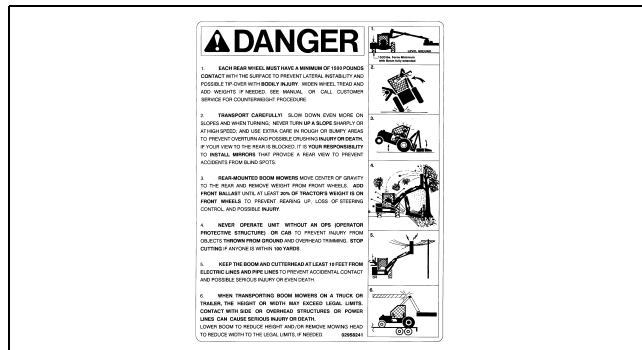 DANGER
1. EACH REAR WHEEL MUST HAVE A MINIMUM OF 1500 POUNDS
CONTACT WITH THE SURFACE TO PREVENT LATERAL INSTABILITY AND
POSSIBLE TIP-OVER WITH BODILY INJURY. WIDEN WHEEL TREAD AND
ADD WEIGHTS IF NEEDED. SEE MANUAL OR CALL CUSTOMER
SERVICE FOR COUNTERWEIGHT PROCEDURE.
2. TRANSPORT CAREFULLY! SLOW DOWN EVEN MORE ON
SLOPES AND WHEN TURNING; NEVER TURN UP A SLOPE SHARPLY OR
AT HIGH SPEED; AND USE EXTRA CARE IN ROUGH OR BUMPY AREAS
TO PREVENT OVERTURN AND POSSIBLE CRUSHING INJURY OR DEATH.
IF YOUR VIEW TO THE REAR IS BLOCKED, IT IS YOUR RESPONSIBILITY
TO INSTALL MIRRORS THAT PROVIDE A REAR VIEW TO PREVENT
ACCIDENTS FROM BLIND SPOTS.
3. REAR-MOUNTED BOOM MOWERS MOVE CENTER OF GRAVITY
TO THE REAR AND REMOVE WEIGHT FROM FRONT WHEELS. ADD
FRONT BALLAST UNTIL AT LEAST 20% OF TRACTOR'S WEIGHT IS ON
FRONT WHEELS TO PREVENT REARING UP, LOSS OF STEERING
CONTROL, AND POSSIBLE INJURY.
4. NEVER OPERATE UNIT WITHOUT AN OPS (OPERATOR
PROTECTIVE STRUCTURE) OR CAB TO PREVENT INJURY FROM
OBJECTS THROWN FROM GROUND AND OVERHEAD TRIMMING. STOP
CUTTING IF ANYONE IS WITHIN 100 YARDS.
5. KEEP THE BOOM AND CUTTERHEAD AT LEAST 10 FEET FROM
ELECTRIC LINES AND PIPE LINES TO PREVENT ACCIDENTAL CONTACT
AND POSSIBLE SERIOUS INJURY OR EVEN DEATH.
6. WHEN TRANSPORTING BOOM MOWERS ON A TRUCK OR
TRAILER, THE HEIGHT OR WIDTH MAY EXCEED LEGAL LIMITS.
CONTACT WITH SIDE OR OVERHEAD STRUCTURES OR POWER
LINES CAN CAUSE SERIOUS INJURY OR DEATH.
LOWER BOOM TO REDUCE HEIGHT AND/OR REMOVE MOWING HEAD
TO REDUCE WIDTH TO THE LEGAL LIMITS, IF NEEDED. 02958241
1.
LEVEL GROUND
1500 lbs. Force Minimum
with Boom fully extended
2.
3.
4.
5.
6.